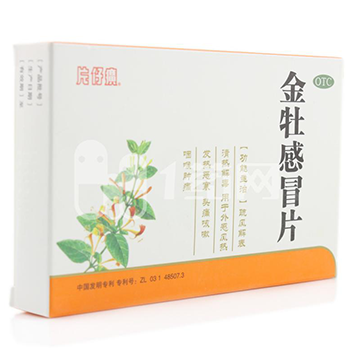 片仔癀
OTC
金牡感冒片
【功能主治】疏风解表
清热解毒。用于外感风热
发热恶寒，头痛咳嗽
咽喉肿痛
中国发明专利 专利号：ZL 03 1 48507.3